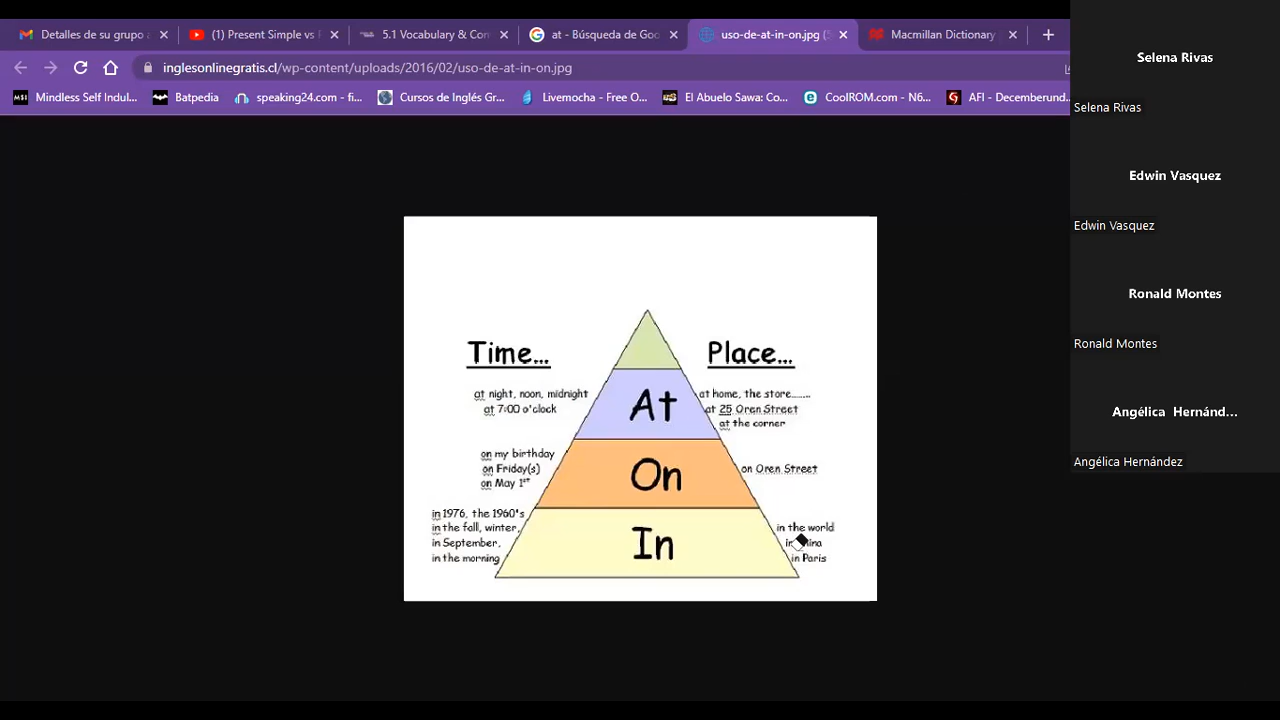 Detalles de su grupo a
(1) Present Simple vs P
5.1 Vocabulary & Con
at - Búsqueda de Goo
uso-de-at-in-on.jpg (5
Macmillan Dictionary
inglesonlinegratis.cl/wp-content/uploads/2016/02/uso-de-at-in-on.jpg
Mindless Self Indul...
Batpedia
speaking24.com - fi...
Cursos de Inglés Gr...
Livemocha - Free O...
El Abuelo Sawa: Co...
CoolROM.com - N6...
AFI - Decemberund...
Time...
Place...
at night, noon, midnight
at 7:00 o'clock
At
at home, the store.......
at 25 Oren Street
at the corner
on my birthday
on Friday(s)
on May 1st
On
on Oren Street
in 1976, the 1960's
in the fall, winter,
in September,
in the morning
In
in the world
in
in Paris
Selena Rivas
Selena Rivas
Edwin Vasquez
Edwin Vasquez
Ronald Montes
Ronald Montes
Angélica Hernánd...
Angélica Hernández